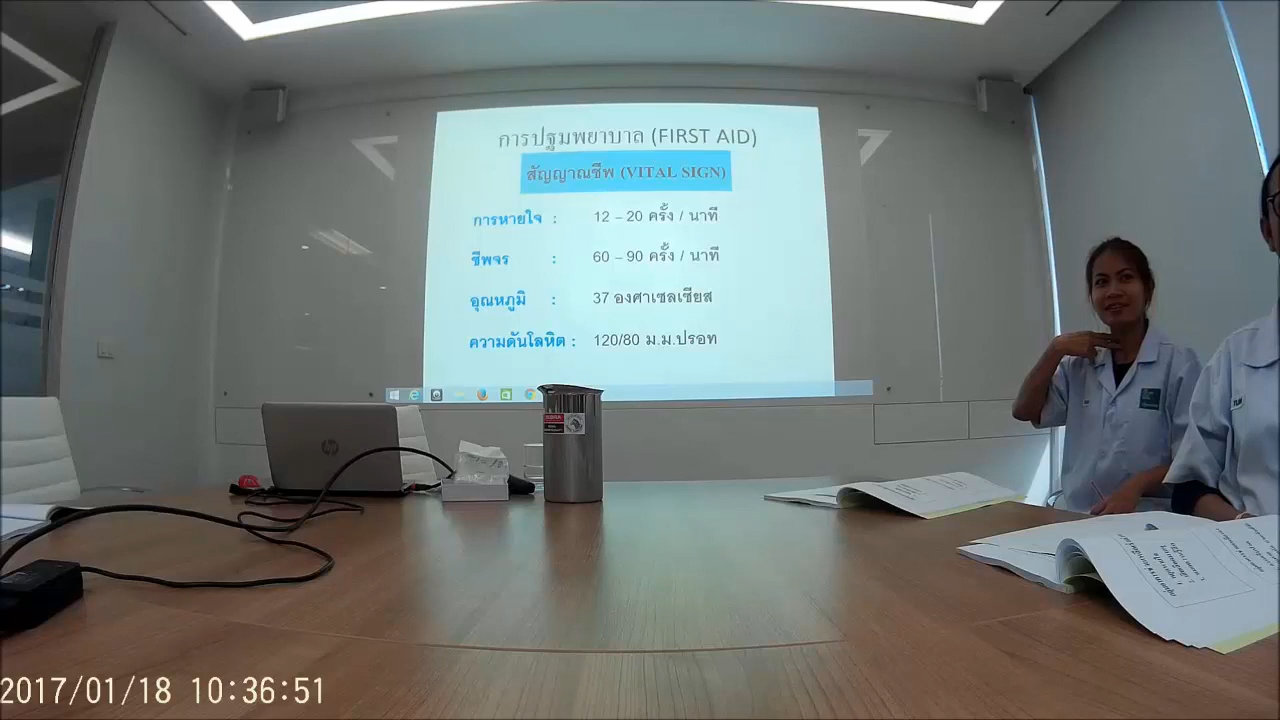 การปฐมพยาบาล (FIRST AID)
สัญญาณชีพ (VITAL SIGN)
การหายใจ : 12 – 20 ครั้ง / นาที
ชีพจร : 60 – 90 ครั้ง / นาที
อุณหภูมิ : 37 องศาเซลเซียส
ความดันโลหิต : 120/80 ม.ม.ปรอท
hp
ZEBRA
2017/01/18 10:36:51